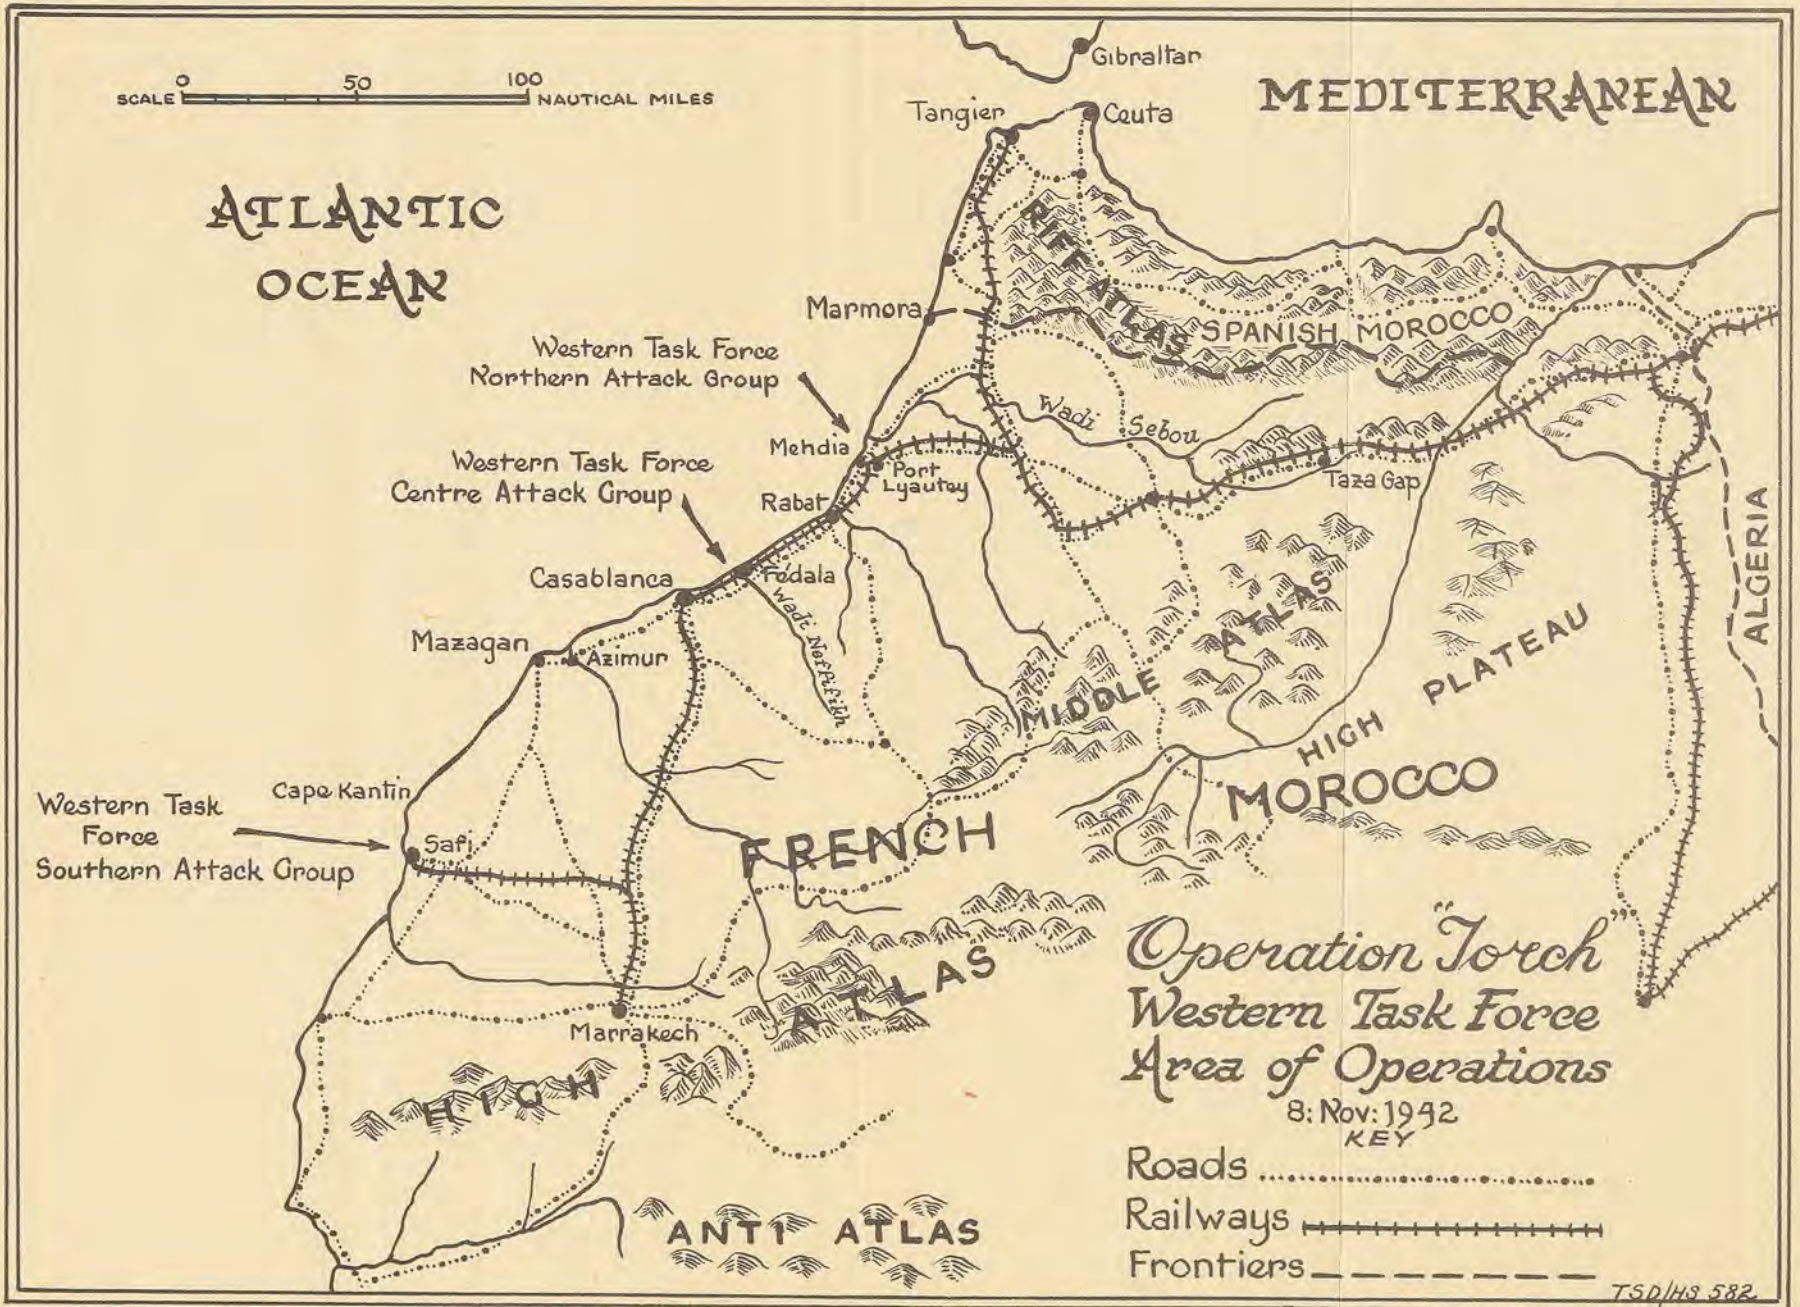 Gibraltar
MEDITERRANEAN
0 50 100
SCALE NAUTICAL MILES
Tangier
Ceuta
ATLANTIC
OCEAN
RIFF ATLAS
Marmora
SPANISH MOROCCO
Western Task Force
Northern Attack Group
Wadi Sebou
Mehdia
Port
Lyautey
Taza Gap
Western Task Force
Centre Attack Group
Rabat
ALGERIA
Casablanca
Fédala
Wadi Neffifikh
Mazagan
Azimur
MIDDLE ATLAS
HIGH PLATEAU
Cape Kantin
FRENCH MOROCCO
Western Task
Force
Southern Attack Group
Safi
Marrakech
HIGH ATLAS
ANTI ATLAS
Operation "Torch"
Western Task Force
Area of Operations
8: Nov: 1942
KEY
Roads
Railways
Frontiers
TSD/HS 582